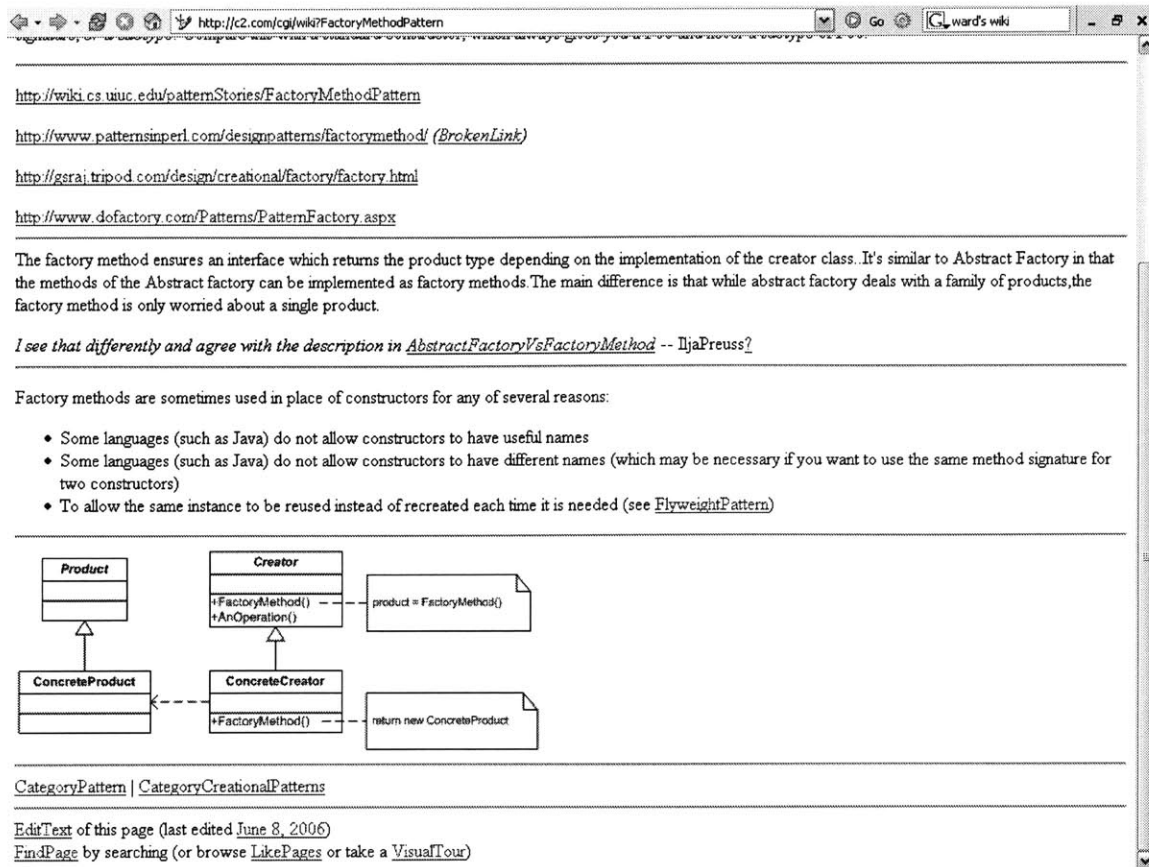 http://c2.com/cgi/wiki?FactoryMethodPattern
Go
ward's wiki
http://wiki.cs.uiuc.edu/patternStories/FactoryMethodPattern
http://www.patternsinperl.com/designpatterns/factorymethod/ (BrokenLink)
http://gsraj.tripod.com/design/creational/factory/factory.html
http://www.dofactory.com/Patterns/PatternFactory.aspx
The factory method ensures an interface which returns the product type depending on the implementation of the creator class..It's similar to Abstract Factory in that
the methods of the Abstract factory can be implemented as factory methods.The main difference is that while abstract factory deals with a family of products,the
factory method is only worried about a single product.
I see that differently and agree with the description in AbstractFactoryVsFactoryMethod -- IljaPreuss?
Factory methods are sometimes used in place of constructors for any of several reasons:
• Some languages (such as Java) do not allow constructors to have useful names
• Some languages (such as Java) do not allow constructors to have different names (which may be necessary if you want to use the same method signature for
two constructors)
• To allow the same instance to be reused instead of recreated each time it is needed (see FlyweightPattern)
Product
Creator
+FactoryMethod()
+AnOperation()
product = FactoryMethod()
ConcreteProduct
ConcreteCreator
+FactoryMethod()
return new ConcreteProduct
CategoryPattern | CategoryCreationalPatterns
EditText of this page (last edited June 8, 2006)
FindPage by searching (or browse LikePages or take a VisualTour)